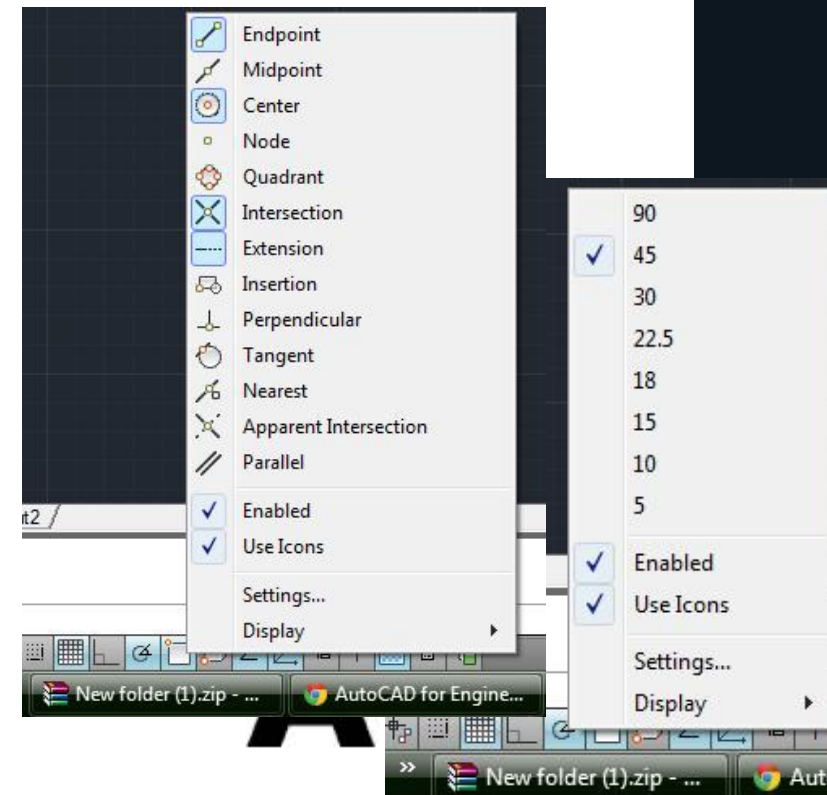 Endpoint
Midpoint
Center
Node
Quadrant
Intersection
Extension
Insertion
Perpendicular
Tangent
Nearest
Apparent Intersection
Parallel
Enabled
Use Icons
Settings...
Display
New folder (1).zip - ...
AutoCAD for Engine...
90
45
30
22.5
18
15
10
5
Enabled
Use Icons
Settings...
Display
» New folder (1).zip - ...
Aut